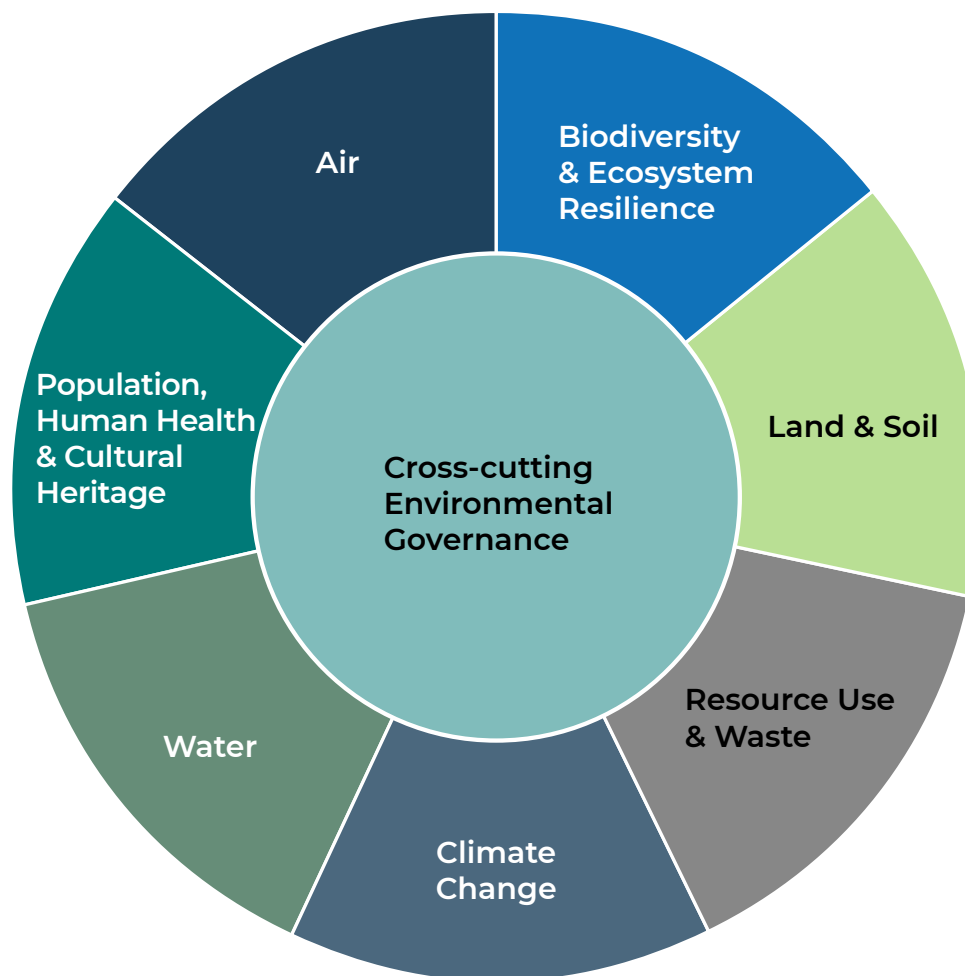 Air
Biodiversity
& Ecosystem
Resilience
Land & Soil
Resource Use
& Waste
Climate
Change
Water
Population,
Human Health
& Cultural
Heritage
Cross-cutting
Environmental
Governance